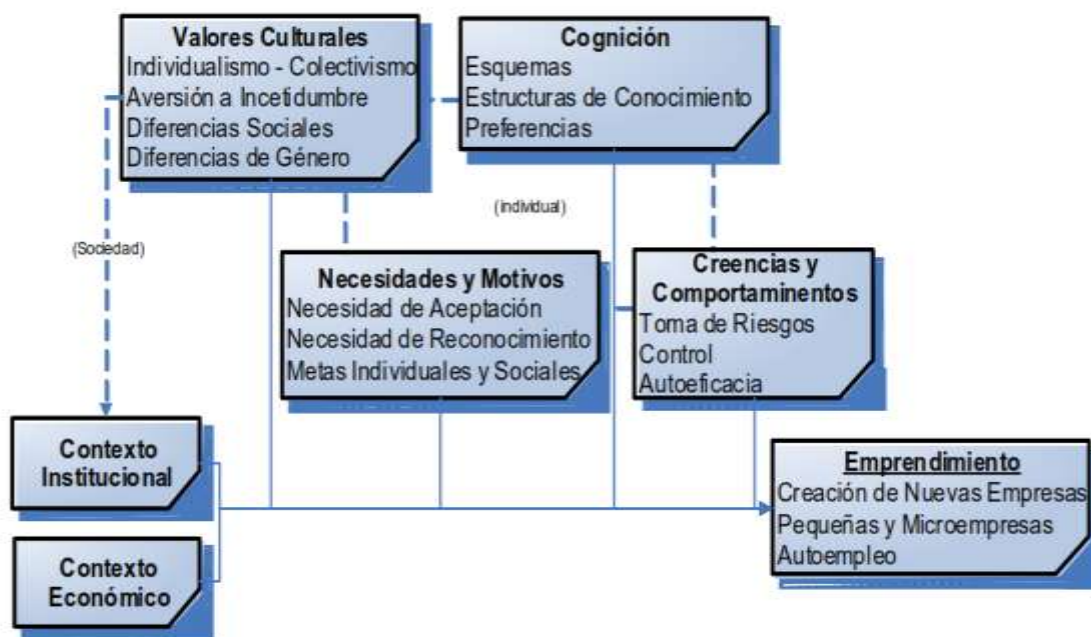 Valores Culturales
Individualismo - Colectivismo
Aversión a Incetidumbre
Diferencias Sociales
Diferencias de Género
Cognición
Esquemas
Estructuras de Conocimiento
Preferencias
(individual)
(Sociedad)
Necesidades y Motivos
Necesidad de Aceptación
Necesidad de Reconocimiento
Metas Individuales y Sociales
Creencias y
Comportaminentos
Toma de Riesgos
Control
Autoeficacia
Contexto
Institucional
Contexto
Económico
Emprendimiento
Creación de Nuevas Empresas
Pequeñas y Microempresas
Autoempleo